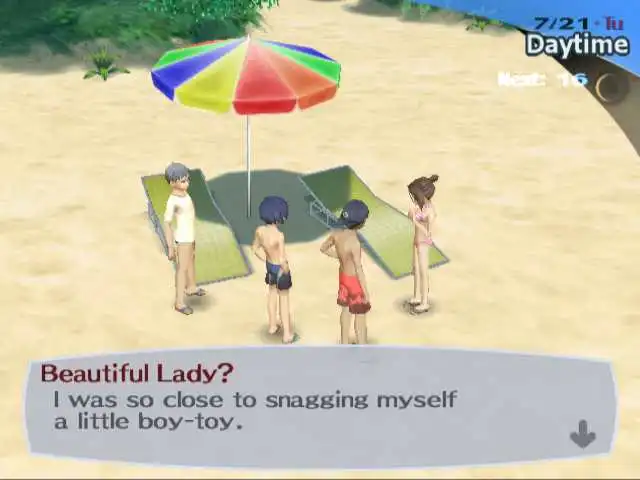 7/21 Tu
Daytime
Next: 16
Beautiful Lady?
I was so close to snagging myself
a little boy-toy.